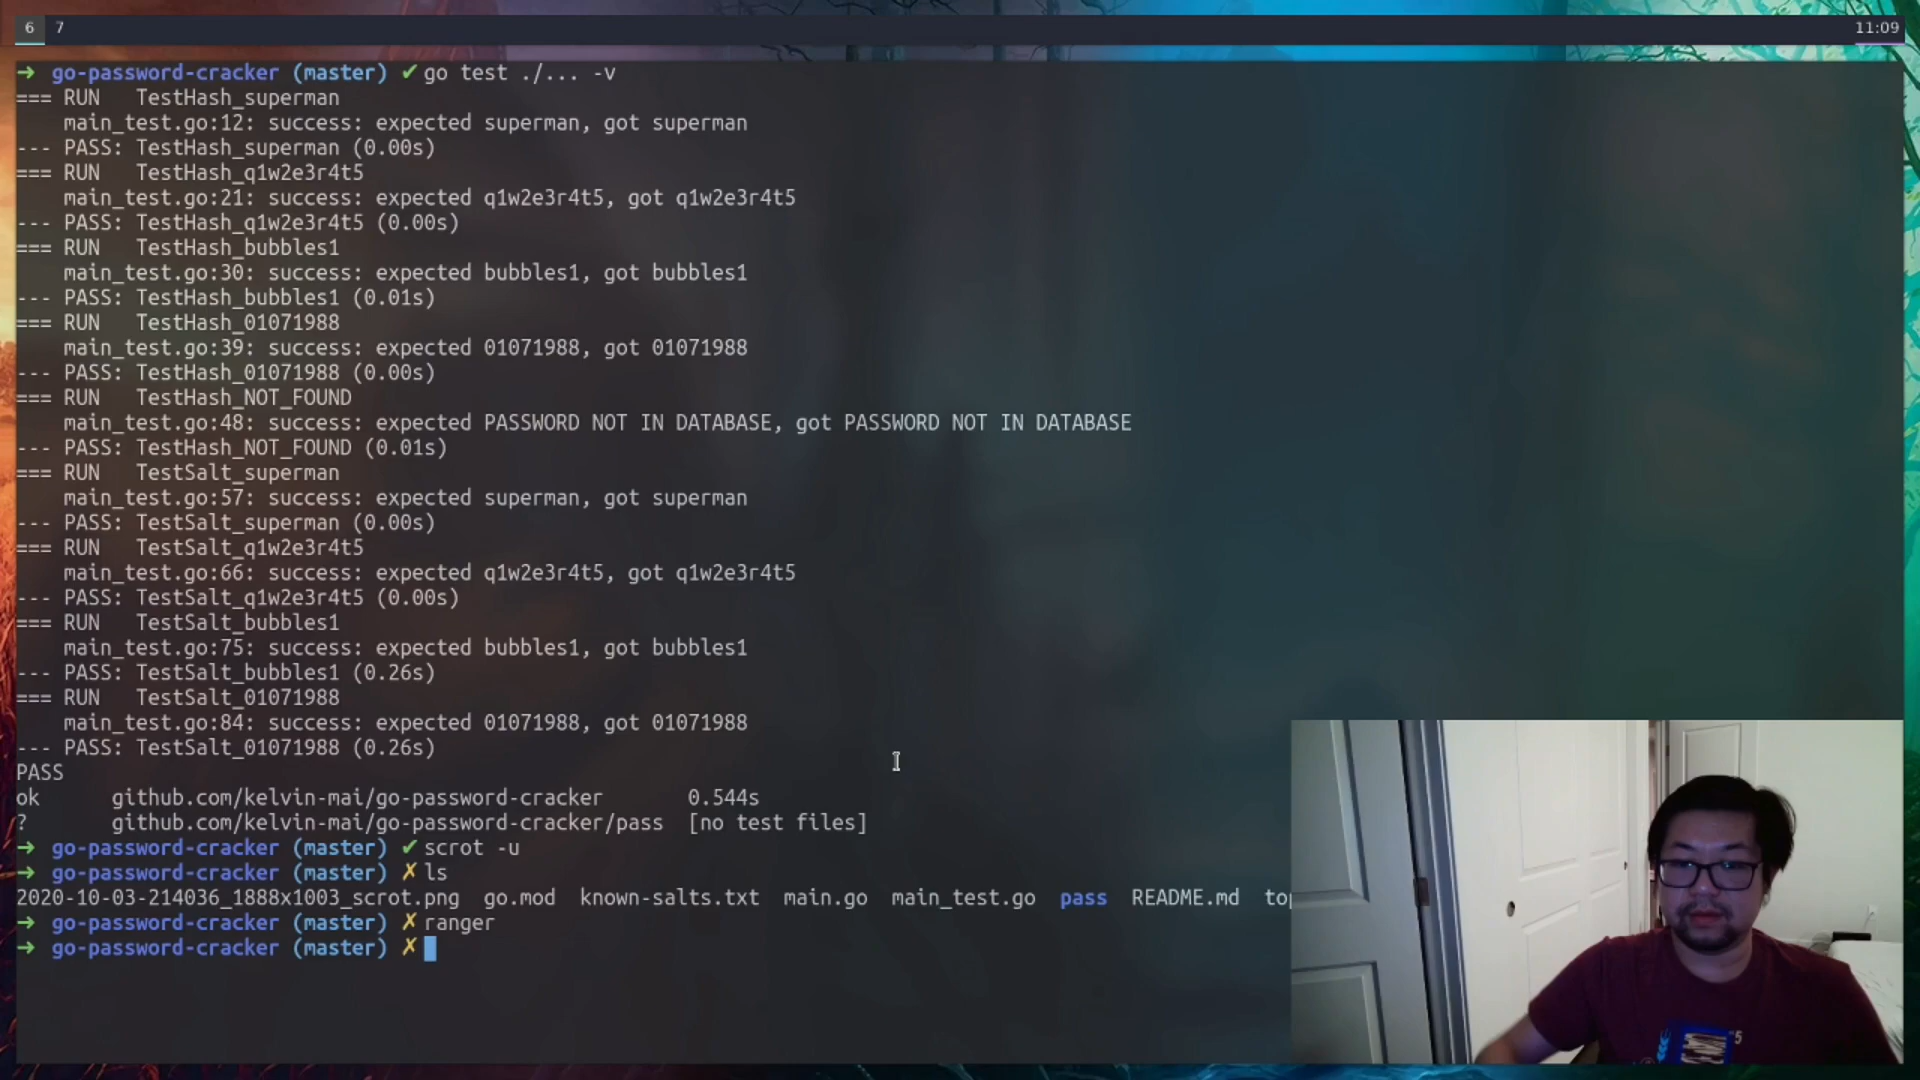 6 7 11:09
➜ go-password-cracker (master) ✔ go test ./... -v
=== RUN TestHash_superman
main_test.go:12: success: expected superman, got superman
--- PASS: TestHash_superman (0.00s)
=== RUN TestHash_q1w2e3r4t5
main_test.go:21: success: expected q1w2e3r4t5, got q1w2e3r4t5
--- PASS: TestHash_q1w2e3r4t5 (0.00s)
=== RUN TestHash_bubbles1
main_test.go:30: success: expected bubbles1, got bubbles1
--- PASS: TestHash_bubbles1 (0.01s)
=== RUN TestHash_01071988
main_test.go:39: success: expected 01071988, got 01071988
--- PASS: TestHash_01071988 (0.00s)
=== RUN TestHash_NOT_FOUND
main_test.go:48: success: expected PASSWORD NOT IN DATABASE, got PASSWORD NOT IN DATABASE
--- PASS: TestHash_NOT_FOUND (0.01s)
=== RUN TestSalt_superman
main_test.go:57: success: expected superman, got superman
--- PASS: TestSalt_superman (0.00s)
=== RUN TestSalt_q1w2e3r4t5
main_test.go:66: success: expected q1w2e3r4t5, got q1w2e3r4t5
--- PASS: TestSalt_q1w2e3r4t5 (0.00s)
=== RUN TestSalt_bubbles1
main_test.go:75: success: expected bubbles1, got bubbles1
--- PASS: TestSalt_bubbles1 (0.26s)
=== RUN TestSalt_01071988
main_test.go:84: success: expected 01071988, got 01071988
--- PASS: TestSalt_01071988 (0.26s)
PASS
ok github.com/kelvin-mai/go-password-cracker 0.544s
? github.com/kelvin-mai/go-password-cracker/pass [no test files]
➜ go-password-cracker (master) ✔ scrot -u
➜ go-password-cracker (master) ✗ ls
2020-10-03-214036_1888x1003_scrot.png go.mod known-salts.txt main.go main_test.go pass README.md to
➜ go-password-cracker (master) ✗ ranger
➜ go-password-cracker (master) ✗